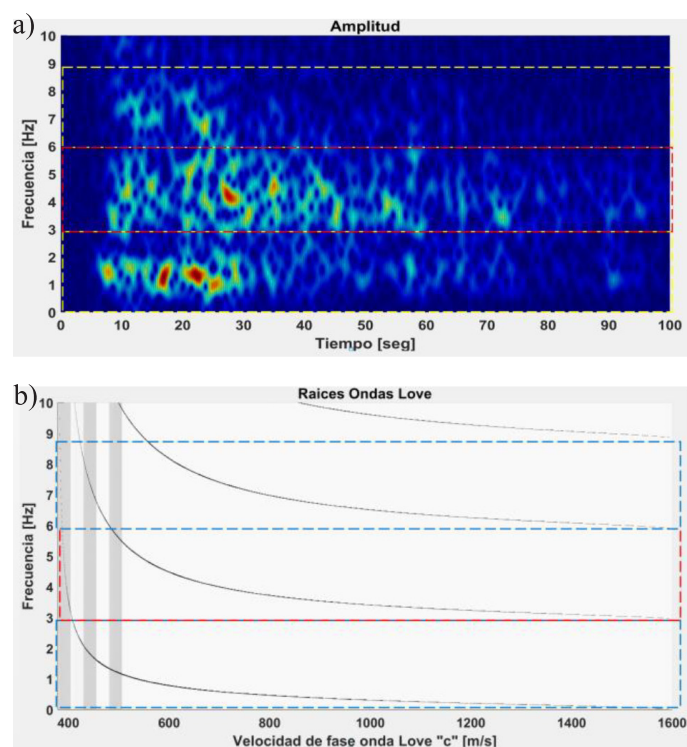 a)
Amplitud
10
9
8
7
6
5
4
3
2
1
0
Frecuencia [Hz]
0 10 20 30 40 50 60 70 80 90 100
Tiempo [seg]
b)
Raices Ondas Love
10
9
8
7
6
5
4
3
2
1
0
Frecuencia [Hz]
400 600 800 1000 1200 1400 1600
Velocidad de fase onda Love "c" [m/s]